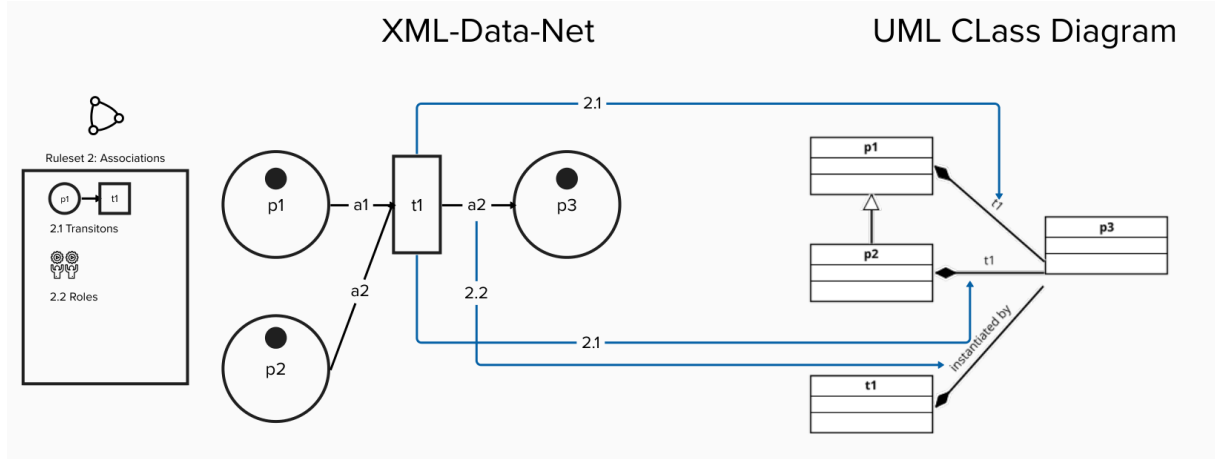 XML-Data-Net
UML CLass Diagram
Ruleset 2: Associations
p1
t1
2.1 Transitons
2.2 Roles
p1
a1
t1
a2
p3
a2
p2
2.1
2.2
2.1
p1
t1
p3
p2
t1
instantiated by
t1